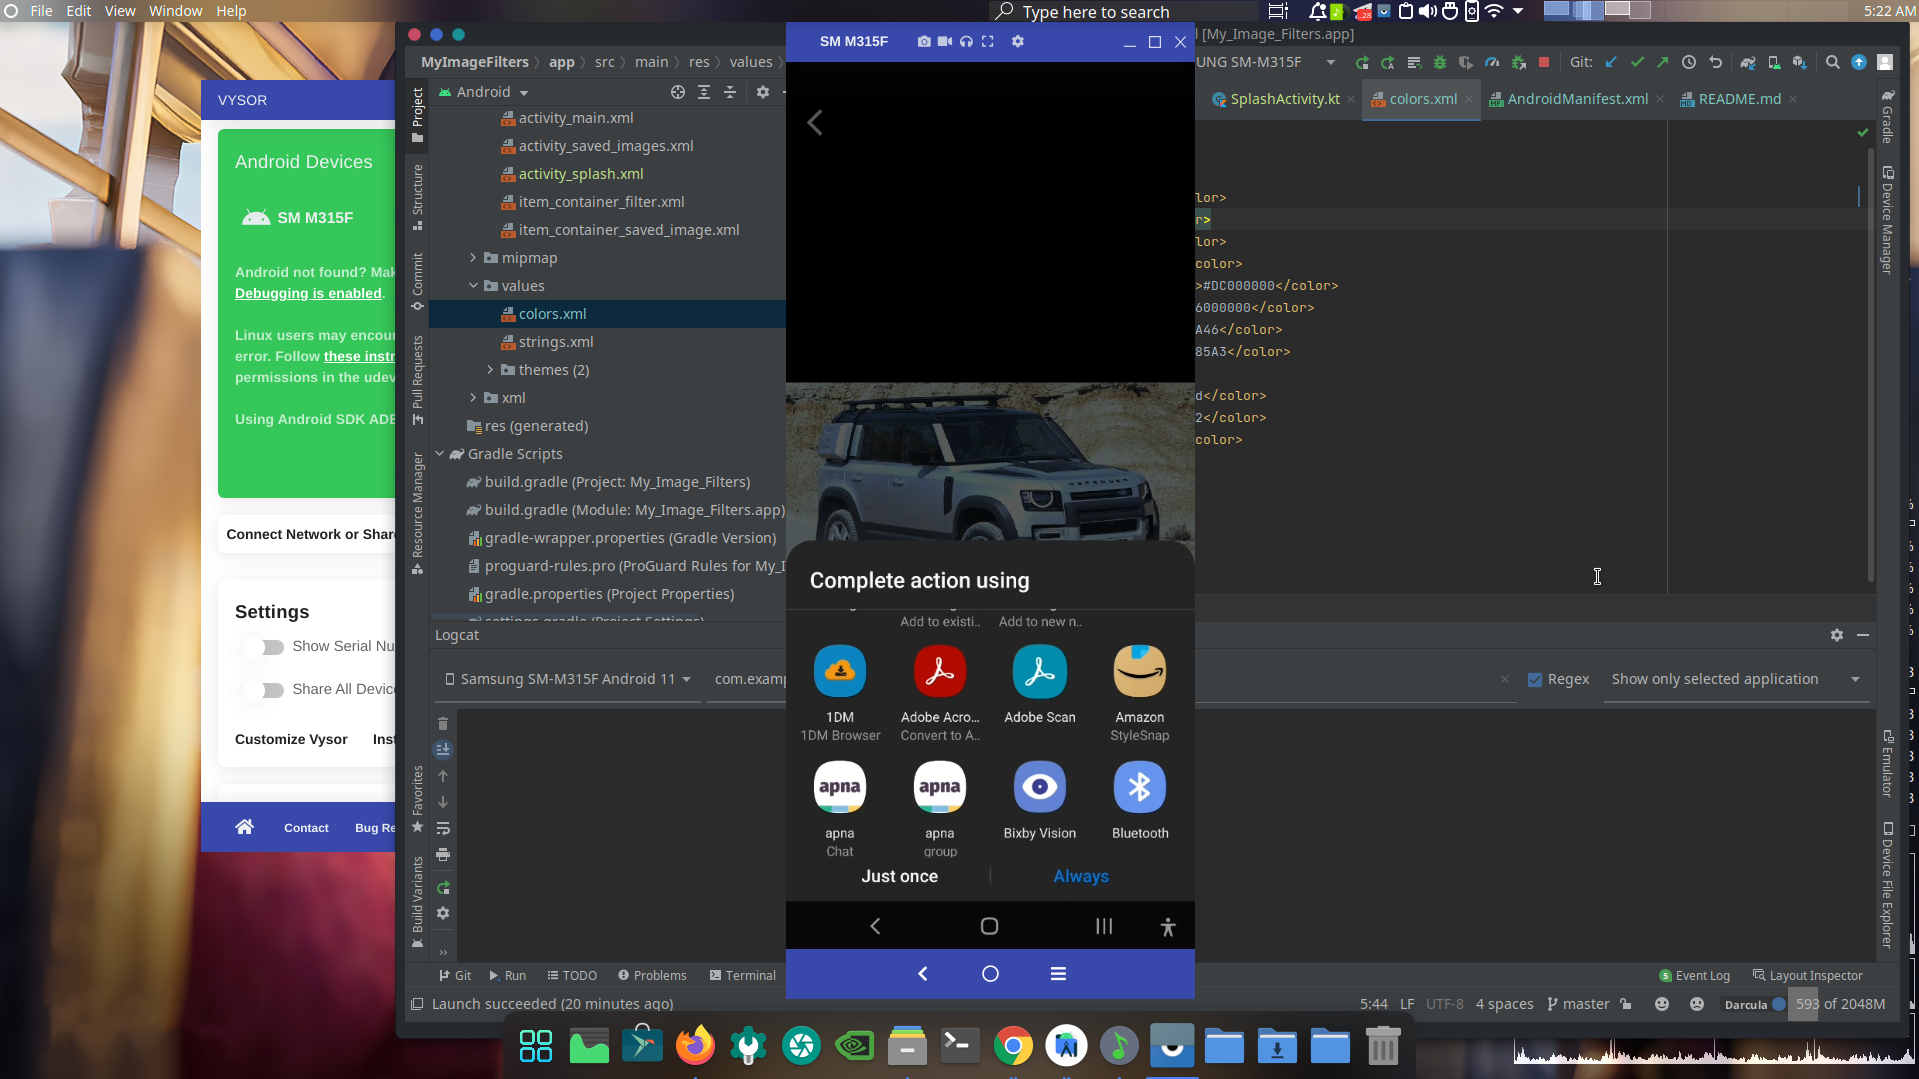 File Edit View Window Help
Type here to search
28
5:22 AM
VYSOR
Android Devices
SM M315F
Android not found? Mak
Debugging is enabled.
Linux users may encou
error. Follow these instr
permissions in the udev
Using Android SDK ADE
Connect Network or Shar
Settings
Show Serial Nu
Share All Device
Customize Vysor Inst
Contact Bug Re
MyImageFilters app src main res values
Android
activity_main.xml
activity_saved_images.xml
activity_splash.xml
item_container_filter.xml
item_container_saved_image.xml
mipmap
values
colors.xml
strings.xml
themes (2)
xml
res (generated)
Gradle Scripts
build.gradle (Project: My_Image_Filters)
build.gradle (Module: My_Image_Filters.app)
gradle-wrapper.properties (Gradle Version)
proguard-rules.pro (ProGuard Rules for My_I
gradle.properties (Project Properties)
settings.gradle (Project Settings)
Project
Structure
Commit
Pull Requests
Resource Manager
Favorites
Build Variants
Logcat
Samsung SM-M315F Android 11
com.examp
Regex
Show only selected application
Git Run TODO Problems Terminal
Launch succeeded (20 minutes ago)
SM M315F
DEFENDER
Complete action using
Add to existi.. Add to new n..
1DM
1DM Browser
Adobe Acro...
Convert to A..
Adobe Scan
Amazon
StyleSnap
apna
apna
apna
Chat
apna
group
Bixby Vision
Bluetooth
Just once
Always
[My_Image_Filters.app]
UNG SM-M315F
Git:
SplashActivity.kt colors.xml AndroidManifest.xml README.md
lor>
r>
lor>
color>
>#DC000000</color>
6000000</color>
A46</color>
85A3</color>
d</color>
2</color>
color>
Gradle
Device Manager
Emulator
Device File Explorer
Event Log Layout Inspector
5:44 LF UTF-8 4 spaces master Darcula 593 of 2048M